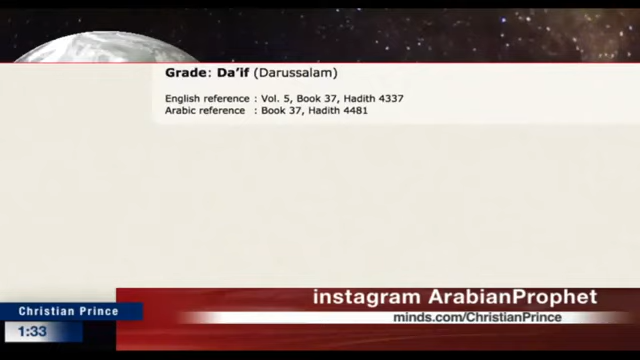 Grade: Da'if (Darussalam)
English reference : Vol. 5, Book 37, Hadith 4337
Arabic reference : Book 37, Hadith 4481
instagram ArabianProphet
Christian Prince
minds.com/ChristianPrince
1:33